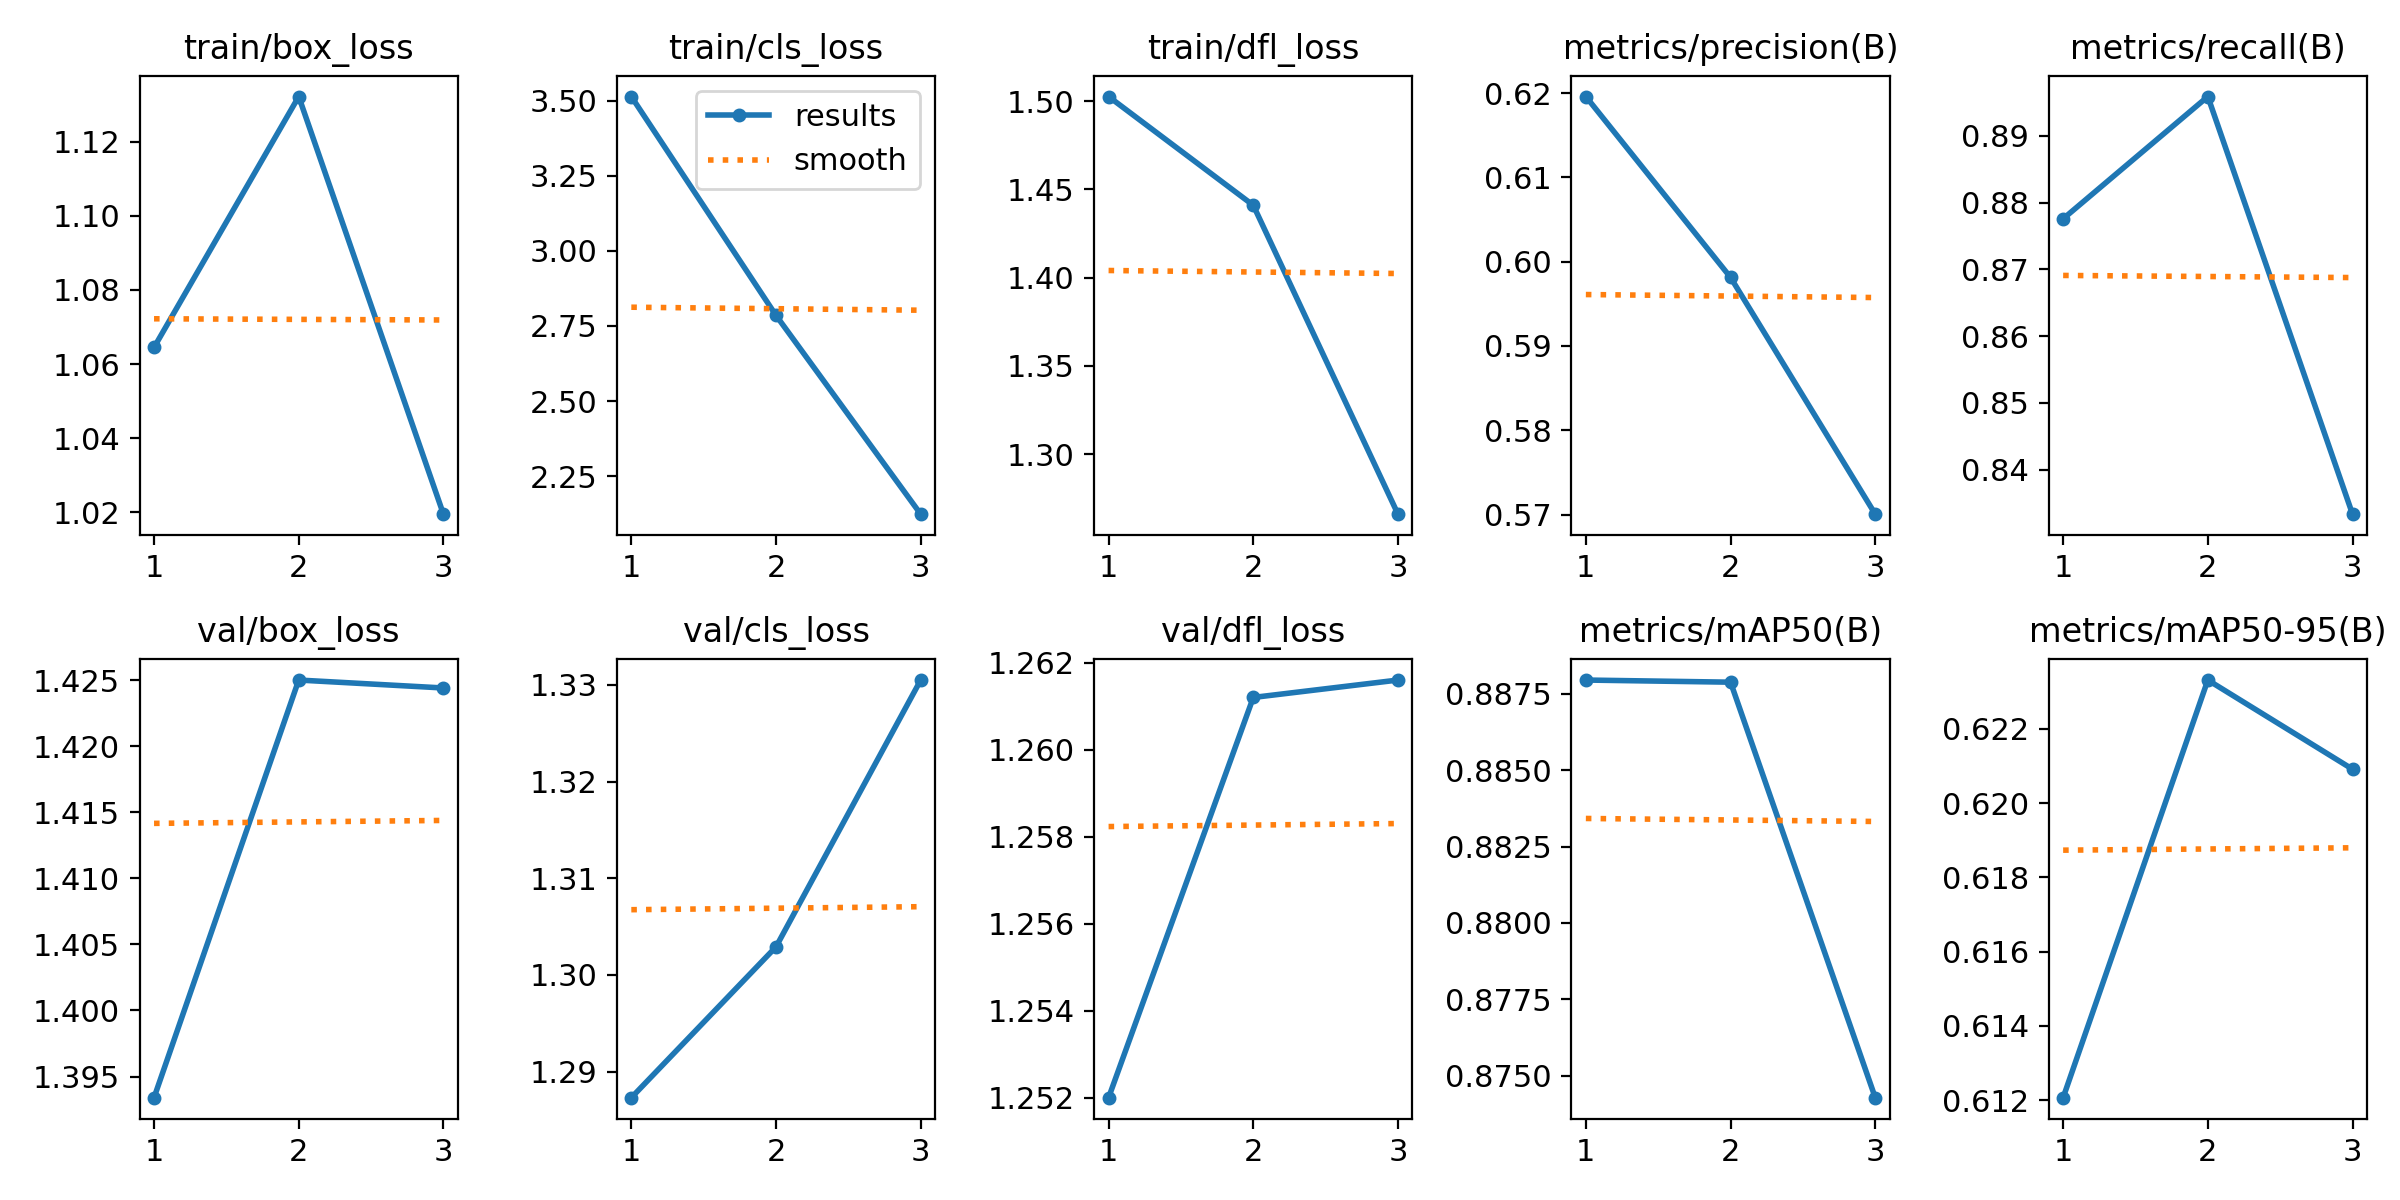 train/box_loss
1.12
1.10
1.08
1.06
1.04
1.02
1 2 3
train/cls_loss
results
smooth
3.50
3.25
3.00
2.75
2.50
2.25
1 2 3
train/dfl_loss
1.50
1.45
1.40
1.35
1.30
1 2 3
metrics/precision(B)
0.62
0.61
0.60
0.59
0.58
0.57
1 2 3
metrics/recall(B)
0.89
0.88
0.87
0.86
0.85
0.84
1 2 3
val/box_loss
1.425
1.420
1.415
1.410
1.405
1.400
1.395
1 2 3
val/cls_loss
1.33
1.32
1.31
1.30
1.29
1 2 3
val/dfl_loss
1.262
1.260
1.258
1.256
1.254
1.252
1 2 3
metrics/mAP50(B)
0.8875
0.8850
0.8825
0.8800
0.8775
0.8750
1 2 3
metrics/mAP50-95(B)
0.622
0.620
0.618
0.616
0.614
0.612
1 2 3